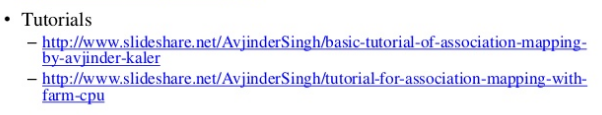 • Tutorials
– http://www.slideshare.net/AvjinderSingh/basic-tutorial-of-association-mapping-
by-avjinder-kaler
– http://www.slideshare.net/AvjinderSingh/tutorial-for-association-mapping-with-
farm-cpu